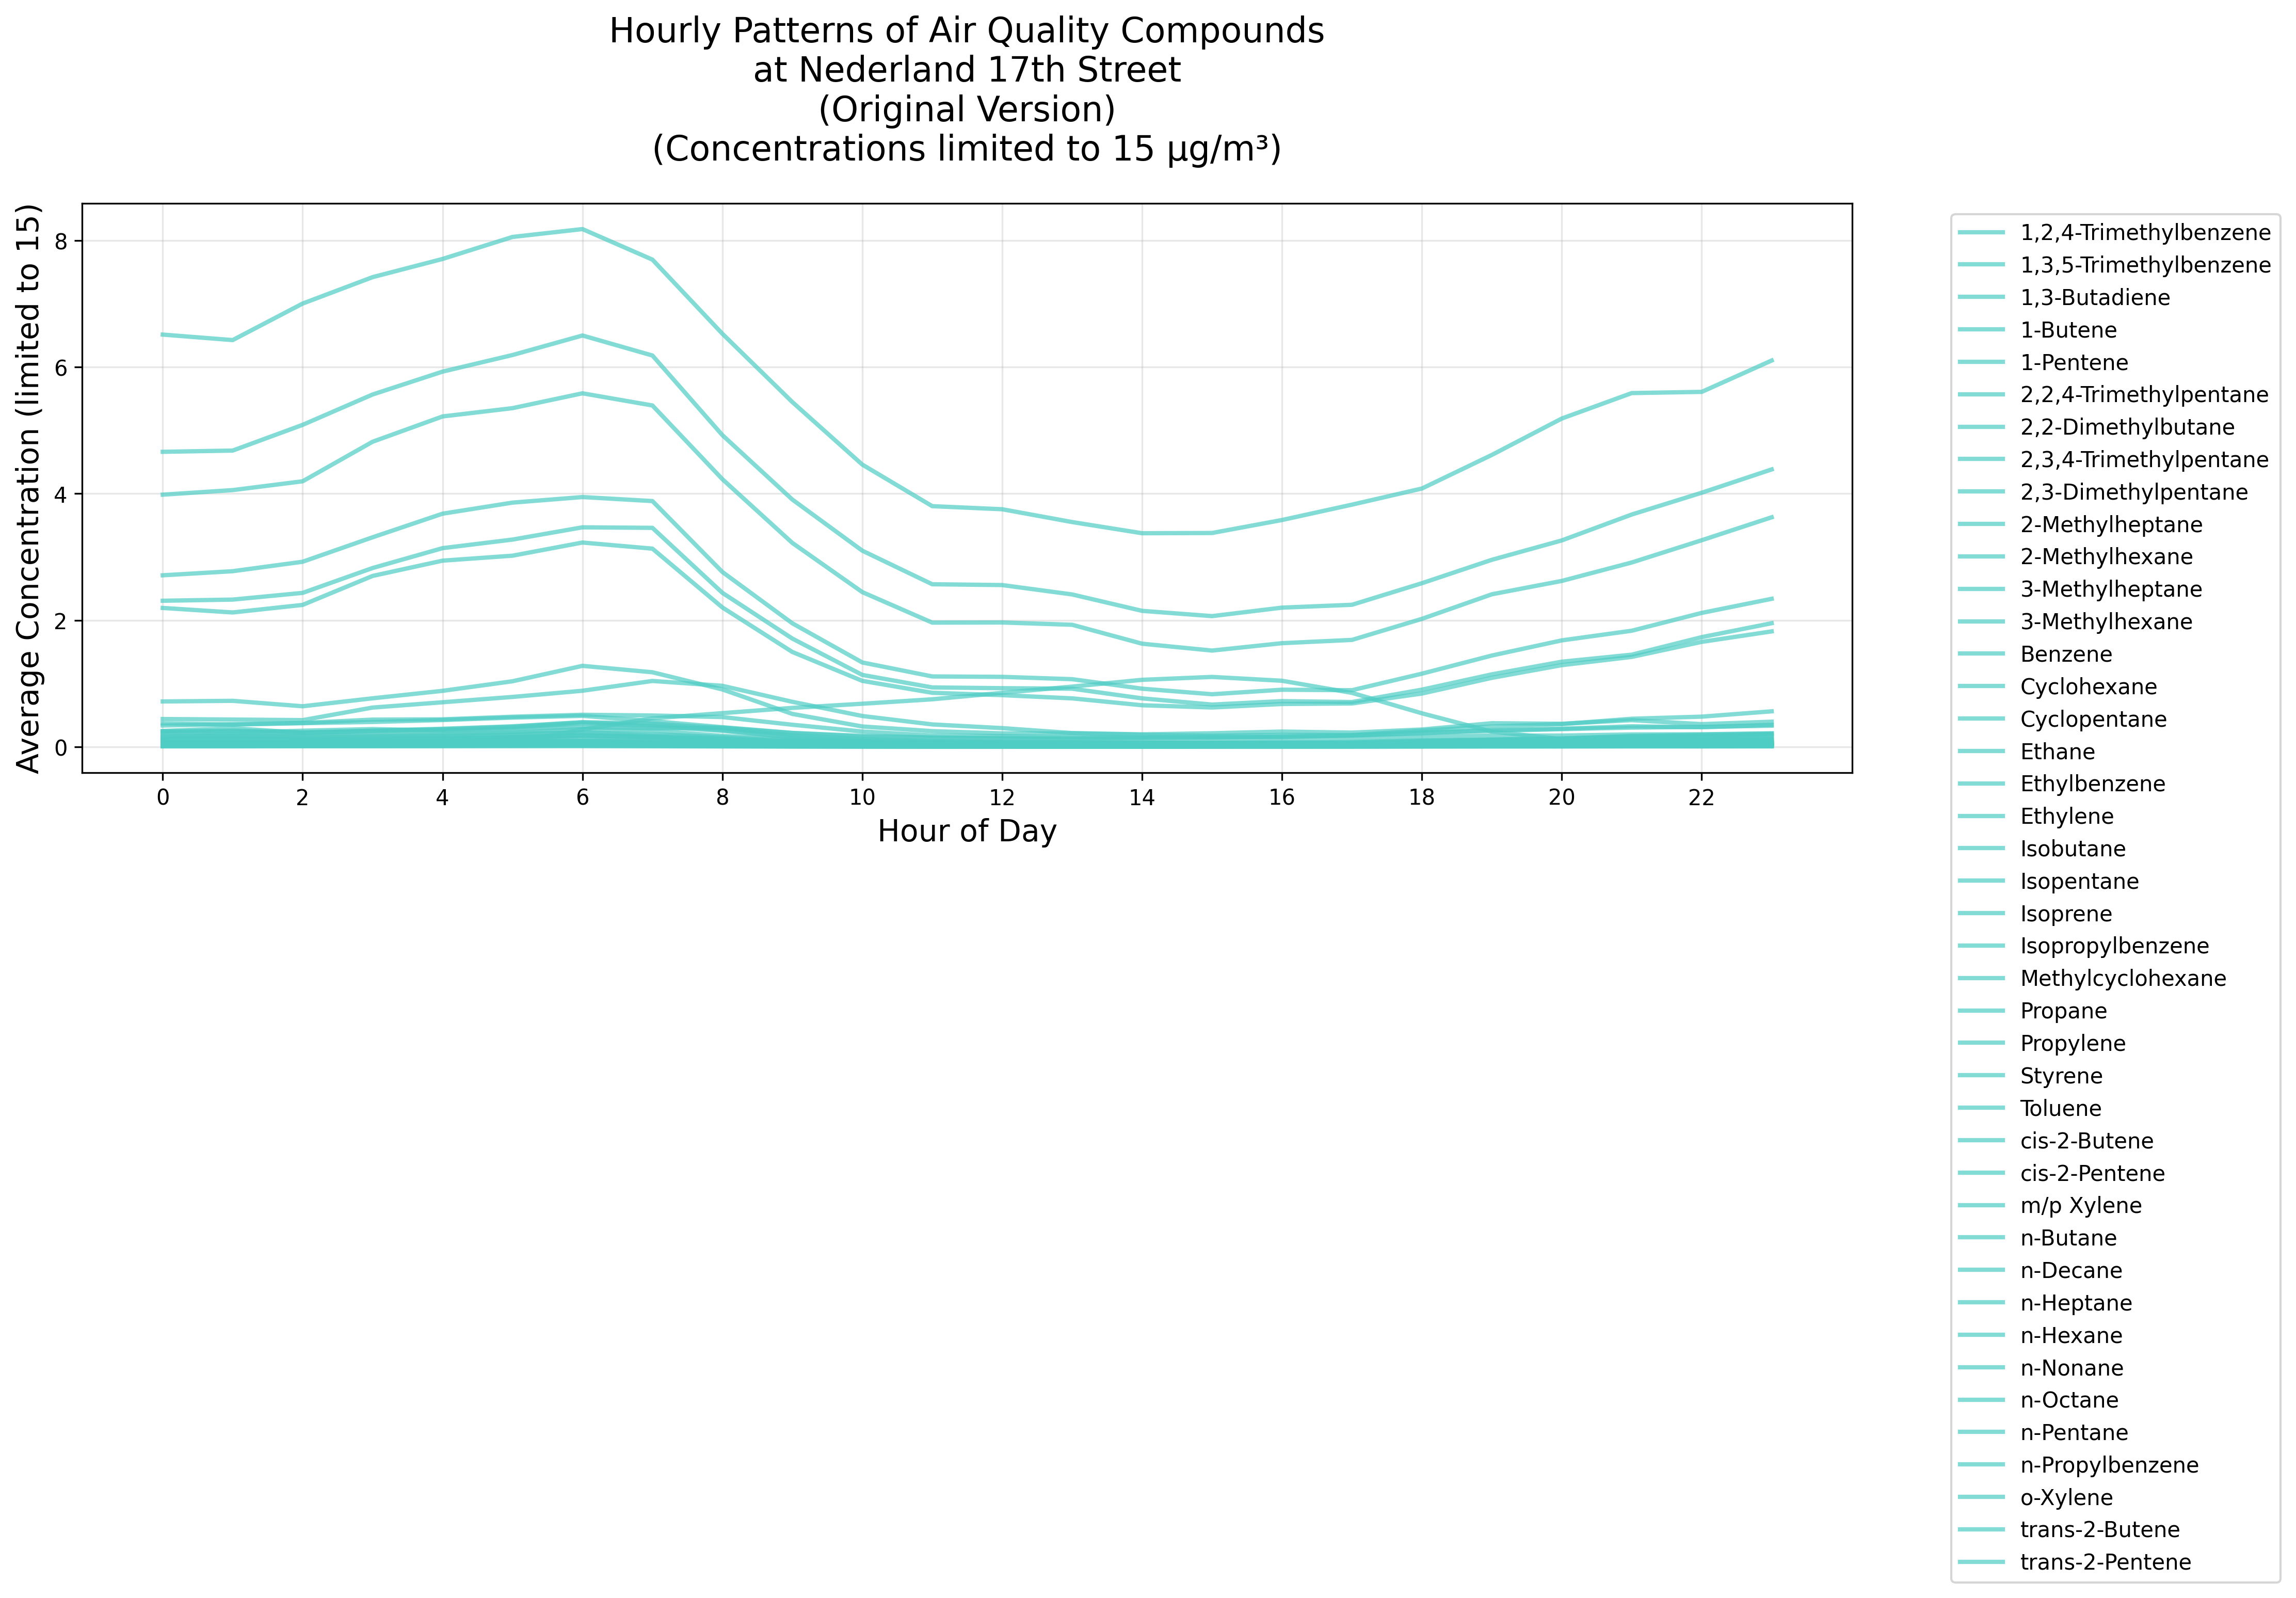 Hourly Patterns of Air Quality Compounds
at Nederland 17th Street
(Original Version)
(Concentrations limited to 15 µg/m³)
Average Concentration (limited to 15)
8
6
4
2
0
0 2 4 6 8 10 12 14 16 18 20 22
Hour of Day
1,2,4-Trimethylbenzene
1,3,5-Trimethylbenzene
1,3-Butadiene
1-Butene
1-Pentene
2,2,4-Trimethylpentane
2,2-Dimethylbutane
2,3,4-Trimethylpentane
2,3-Dimethylpentane
2-Methylheptane
2-Methylhexane
3-Methylheptane
3-Methylhexane
Benzene
Cyclohexane
Cyclopentane
Ethane
Ethylbenzene
Ethylene
Isobutane
Isopentane
Isoprene
Isopropylbenzene
Methylcyclohexane
Propane
Propylene
Styrene
Toluene
cis-2-Butene
cis-2-Pentene
m/p Xylene
n-Butane
n-Decane
n-Heptane
n-Hexane
n-Nonane
n-Octane
n-Pentane
n-Propylbenzene
o-Xylene
trans-2-Butene
trans-2-Pentene